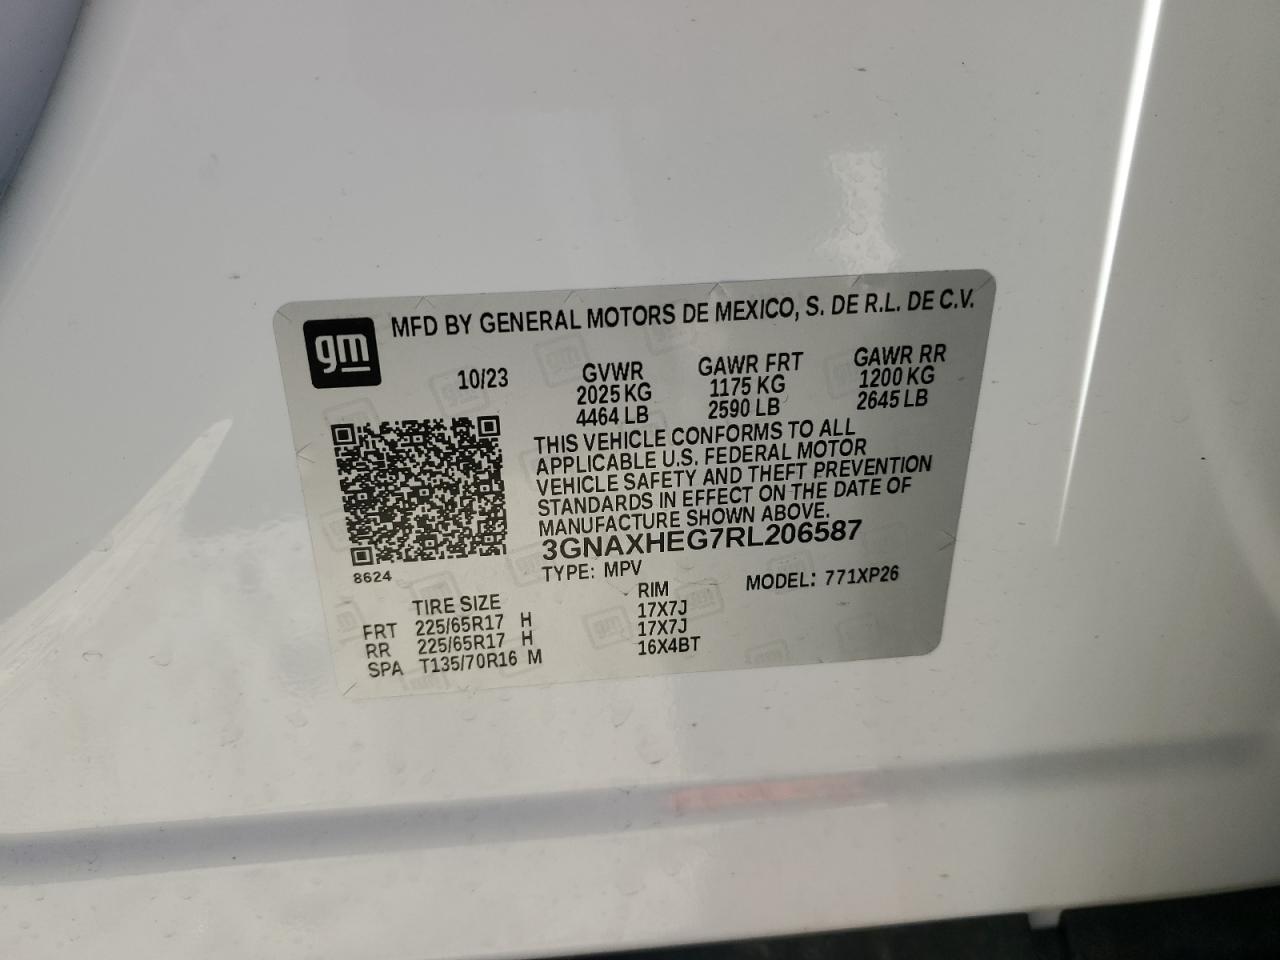 gm
MFD BY GENERAL MOTORS DE MEXICO, S. DE R.L. DE C.V.
10/23 GVWR GAWR FRT GAWR RR
2025 KG 1175 KG 1200 KG
4464 LB 2590 LB 2645 LB
THIS VEHICLE CONFORMS TO ALL
APPLICABLE U.S. FEDERAL MOTOR
VEHICLE SAFETY AND THEFT PREVENTION
STANDARDS IN EFFECT ON THE DATE OF
MANUFACTURE SHOWN ABOVE.
3GNAXHEG7RL206587
8624
TYPE: MPV MODEL: 771XP26
TIRE SIZE RIM
FRT 225/65R17 H 17X7J
RR 225/65R17 H 17X7J
SPA T135/70R16 M 16X4BT